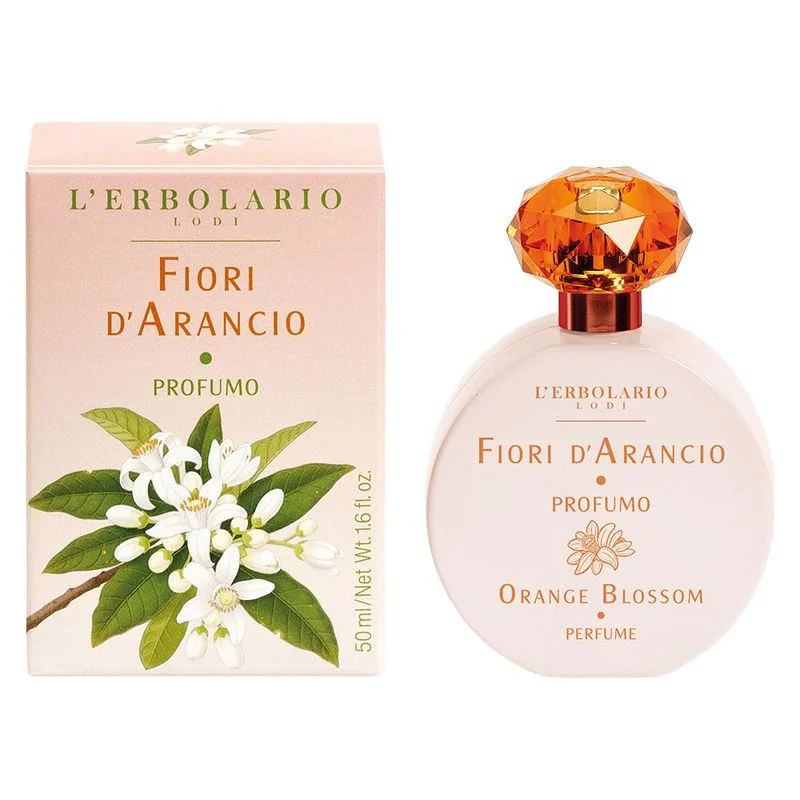 L'ERBOLARIO
LODI
FIORI
D'ARANCIO
PROFUMO
50 ml/Net Wt. 1.6 fl. oz.
L'ERBOLARIO
LODI
FIORI D'ARANCIO
PROFUMO
ORANGE BLOSSOM
PERFUME